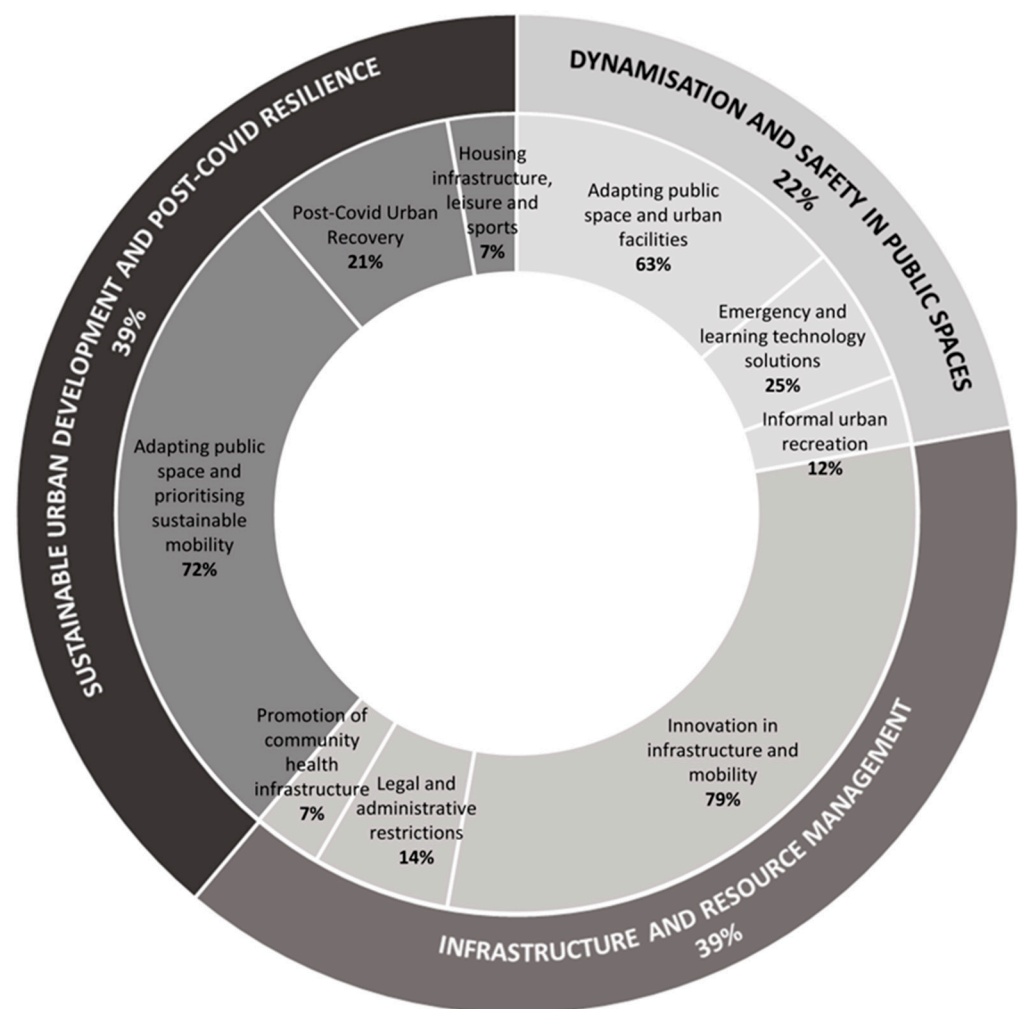 DYNAMISATION AND SAFETY IN PUBLIC SPACES
22%
Adapting public
space and urban
facilities
63%
Emergency and
learning technology
solutions
25%
Informal urban
recreation
12%
INFRASTRUCTURE AND RESOURCE MANAGEMENT
39%
Innovation in
infrastructure and
mobility
79%
Legal and
administrative
restrictions
14%
Promotion of
community
health
infrastructure
7%
SUSTAINABLE URBAN DEVELOPMENT AND POST-COVID RESILIENCE
39%
Adapting public
space and
prioritising
sustainable
mobility
72%
Post-Covid Urban
Recovery
21%
Housing
infrastructure,
leisure and
sports
7%